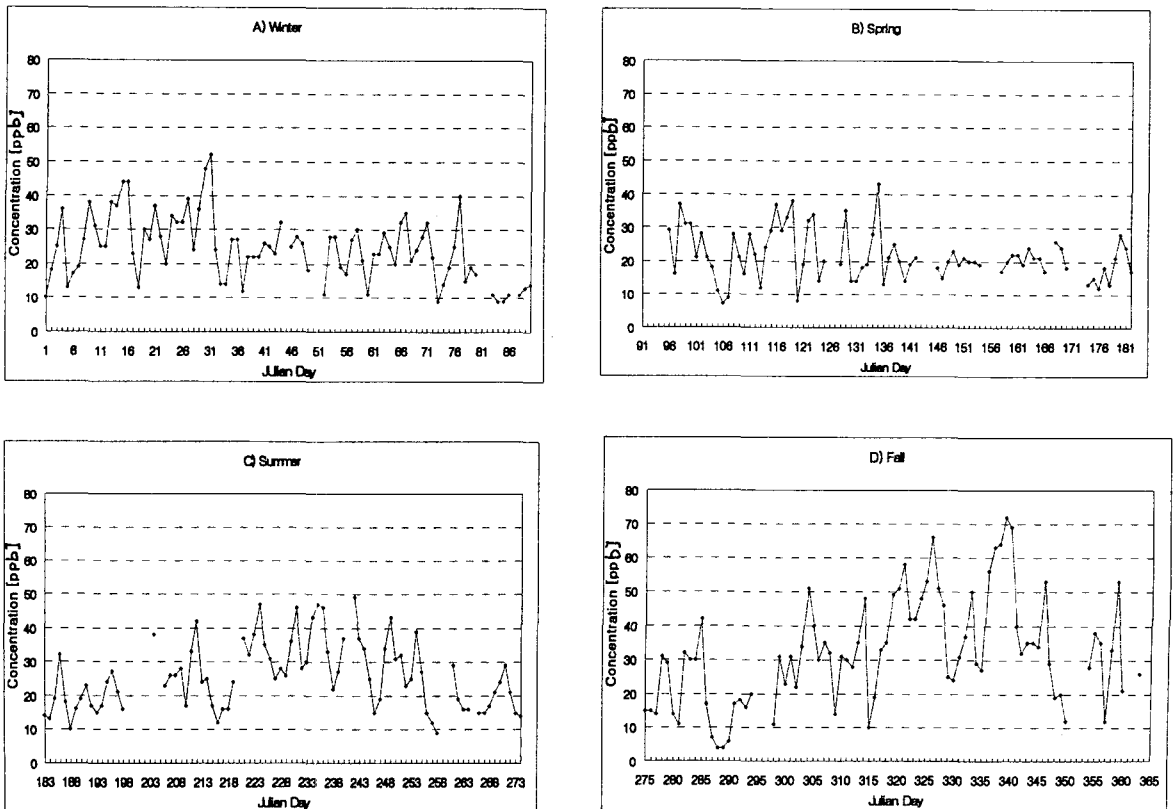 A) Winter
Concentration [ppb]
80
70
60
50
40
30
20
10
0
1 6 11 16 21 26 31 36 41 46 51 56 61 66 71 76 81 86
Julian Day
B) Spring
Concentration [ppb]
80
70
60
50
40
30
20
10
0
91 96 101 106 111 116 121 126 131 136 141 146 151 156 161 166 171 176 181
Julian Day
C) Summer
Concentration [ppb]
80
70
60
50
40
30
20
10
0
183 188 193 198 203 208 213 218 223 228 233 238 243 248 253 258 263 268 273
Julian Day
D) Fall
Concentration [ppb]
80
70
60
50
40
30
20
10
0
275 280 285 290 295 300 305 310 315 320 325 330 335 340 345 350 355 360 365
Julian Day